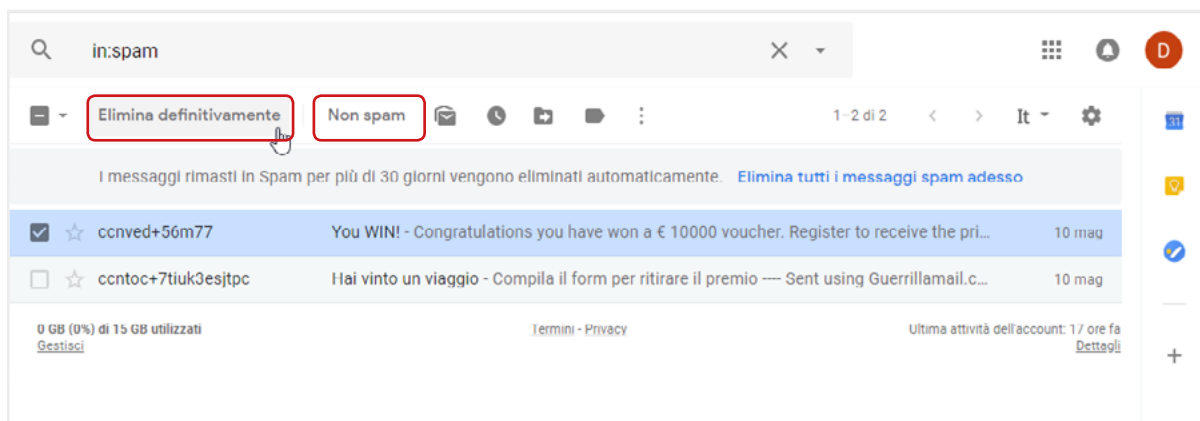 in:spam
D
Elimina definitivamente Non spam 1–2 di 2 It
31
I messaggi rimasti in Spam per più di 30 giorni vengono eliminati automaticamente. Elimina tutti i messaggi spam adesso
ccnved+56m77 You WIN! - Congratulations you have won a € 10000 voucher. Register to receive the pri... 10 mag
ccntoc+7tiuk3esjtpc Hai vinto un viaggio - Compila il form per ritirare il premio ---- Sent using Guerrillamail.c... 10 mag
0 GB (0%) di 15 GB utilizzati Termini - Privacy Ultima attività dell'account: 17 ore fa
Gestisci Dettagli